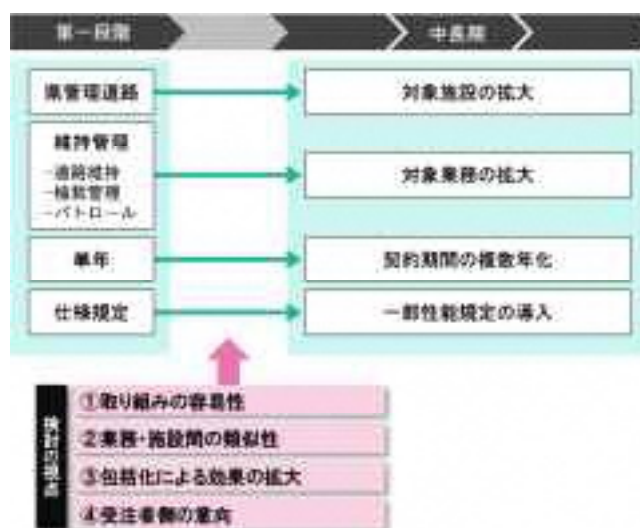 第一段階
中長期
県管理道路
対象施設の拡大
維持管理
-道路維持
-植栽管理
-パトロール
対象業務の拡大
単年
契約期間の複数年化
仕様規定
一部性能規定の導入
検討の視点
①取り組みの容易性
②業務・施設間の類似性
③包括化による効果の拡大
④受注者側の意向